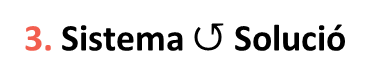 3. Sistema ↺ Solució